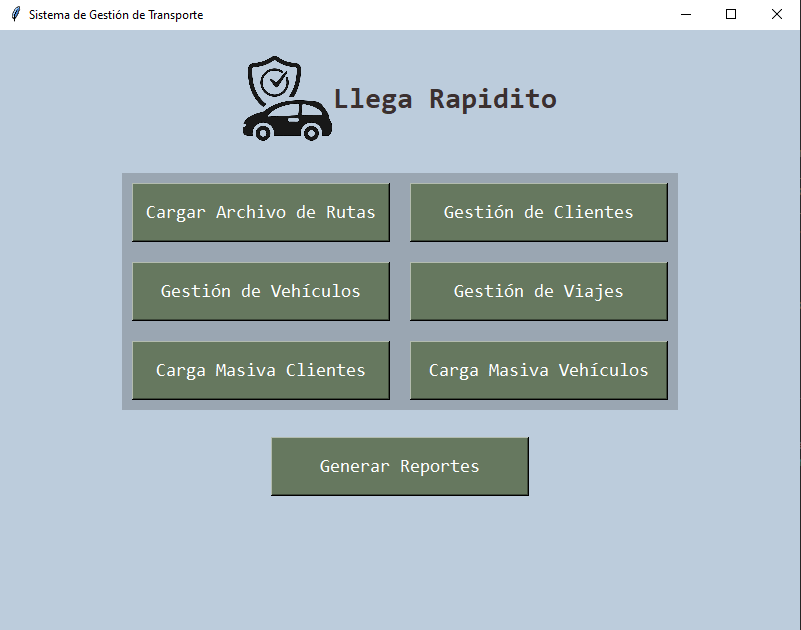 Sistema de Gestión de Transporte
Llega Rapidito
Cargar Archivo de Rutas
Gestión de Clientes
Gestión de Vehículos
Gestión de Viajes
Carga Masiva Clientes
Carga Masiva Vehículos
Generar Reportes